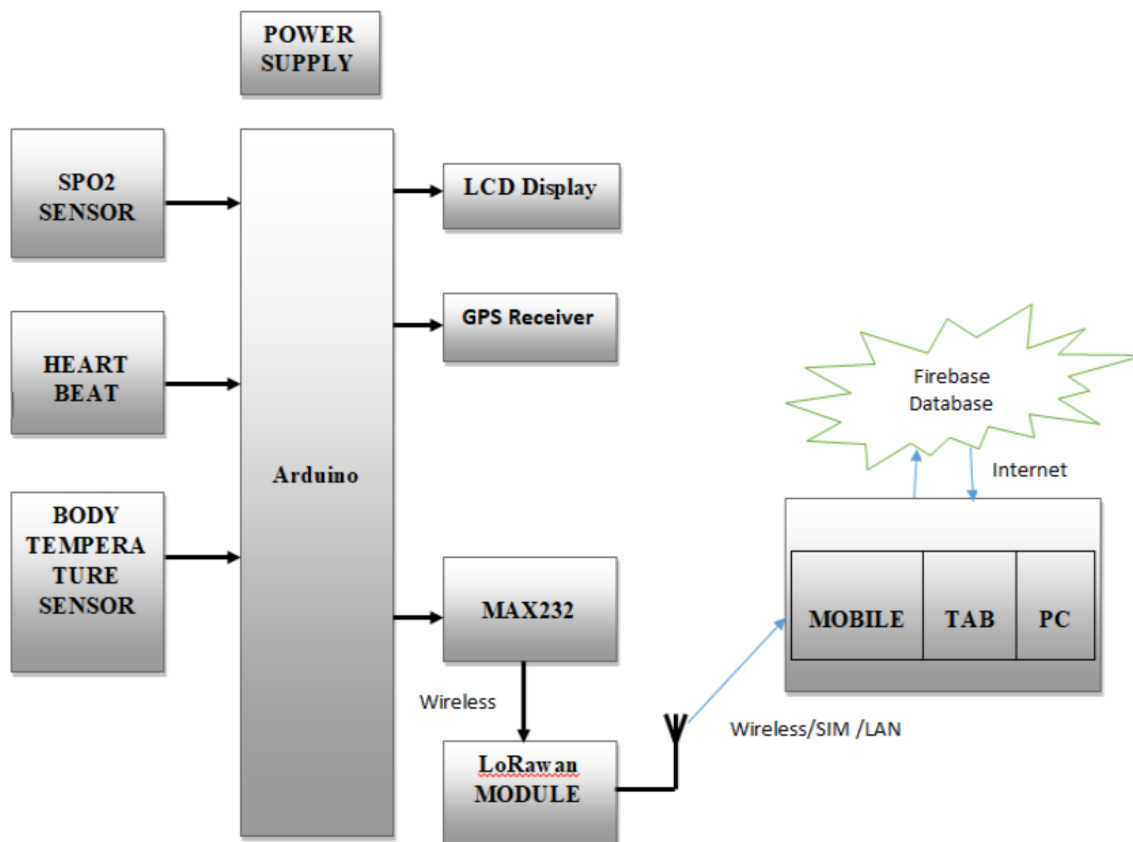 POWER
SUPPLY
SPO2
SENSOR
HEART
BEAT
BODY
TEMPERA
TURE
SENSOR
Arduino
LCD Display
GPS Receiver
MAX232
Wireless
LoRawan
MODULE
Wireless/SIM /LAN
Firebase
Database
Internet
MOBILE
TAB
PC